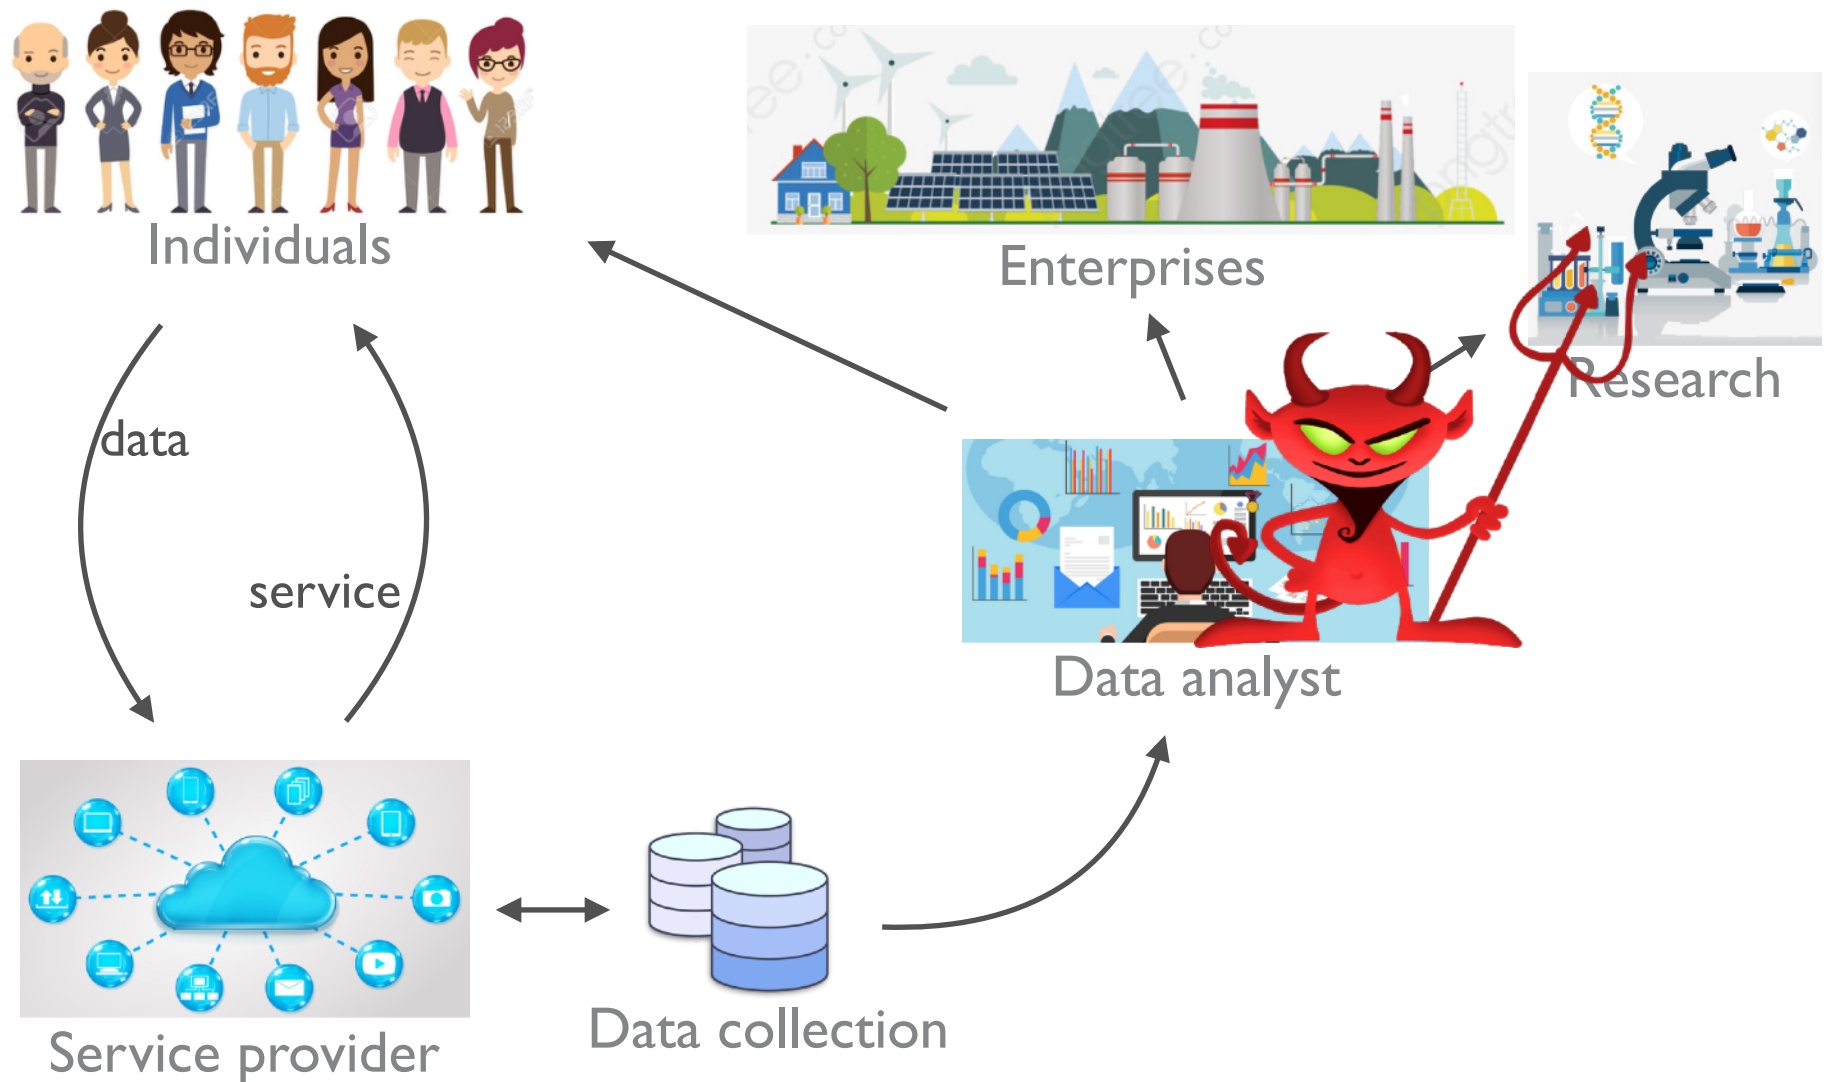 Individuals
Enterprises
Research
data
service
Data analyst
Data collection
Service provider